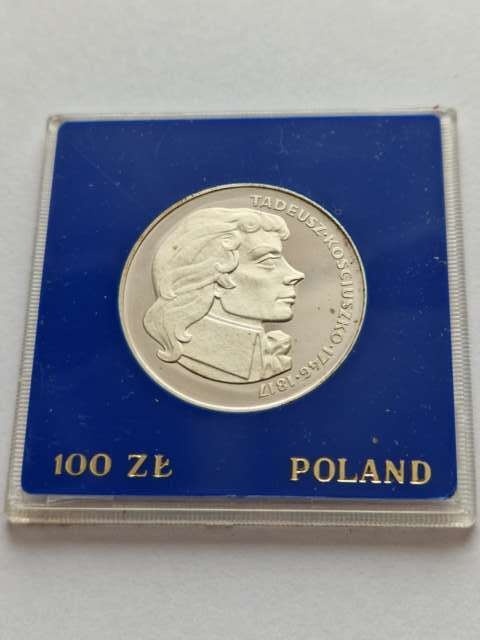 TADEUSZ·KOŚCIUSZKO·1746·1817
100 ZŁ
POLAND